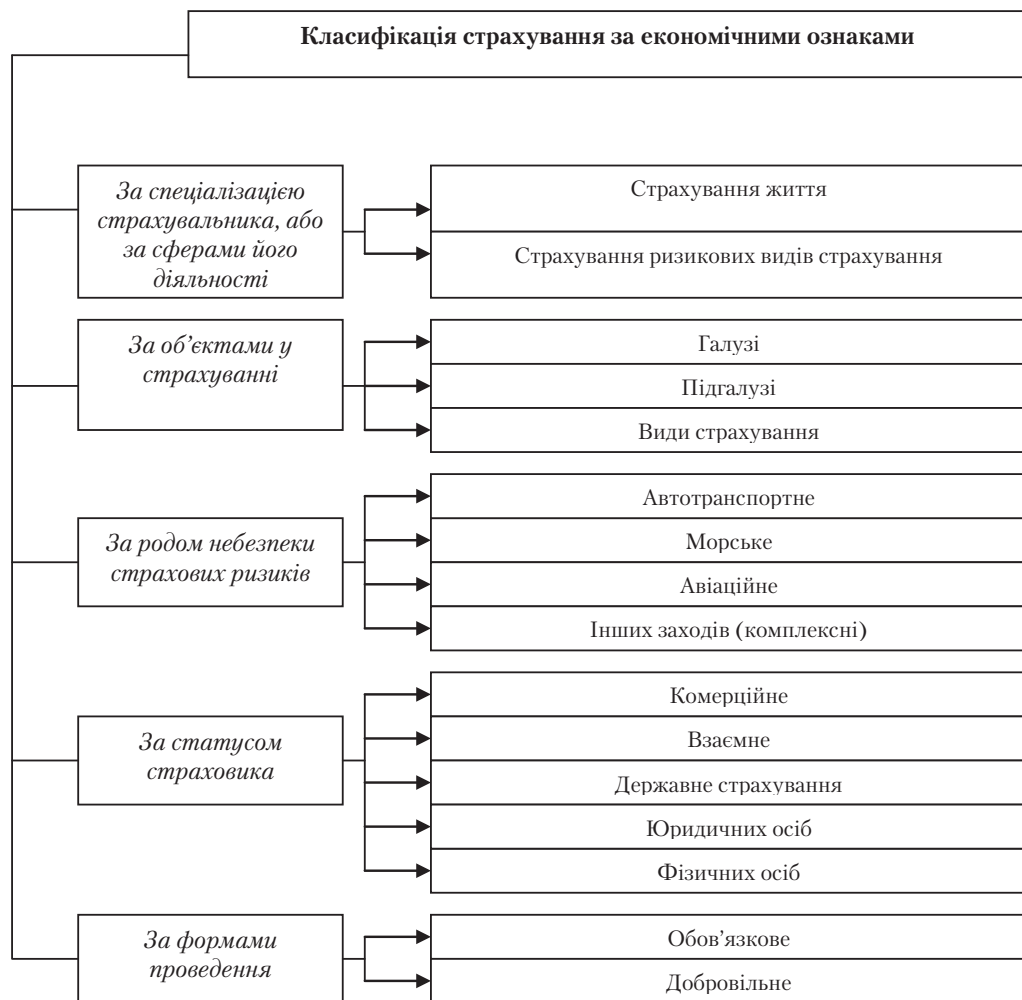 Класифікація страхування за економічними ознаками
За спеціалізацією
страхувальника, або
за сферами його
діяльності
Страхування життя
Страхування ризикових видів страхування
За об’єктами у
страхуванні
Галузі
Підгалузі
Види страхування
За родом небезпеки
страхових ризиків
Автотранспортне
Морське
Авіаційне
Інших заходів (комплексні)
За статусом
страховика
Комерційне
Взаємне
Державне страхування
Юридичних осіб
Фізичних осіб
За формами
проведення
Обов’язкове
Добровільне